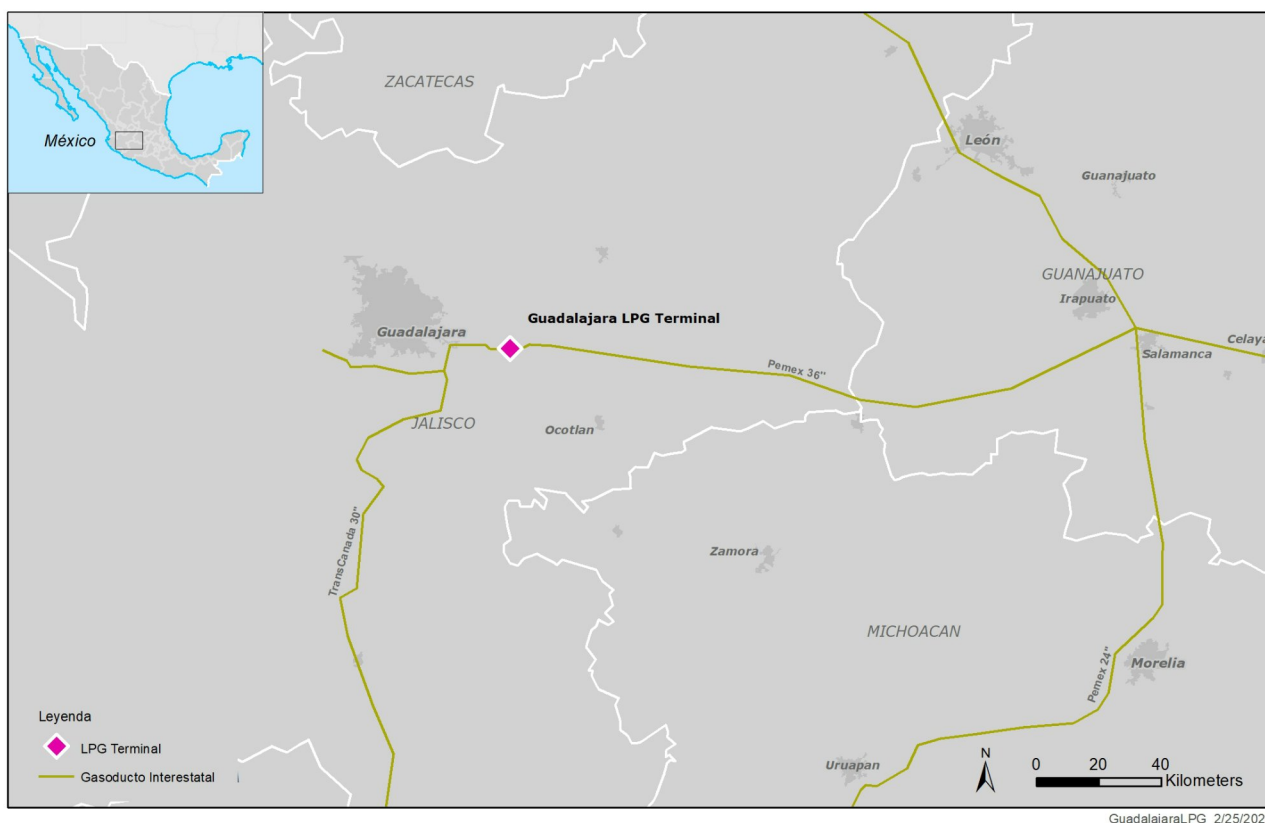 ZACATECAS
México
León
Guanajuato
GUANAJUATO
Irapuato
Guadalajara LPG Terminal
Guadalajara
Celaya
Salamanca
Pemex 36"
JALISCO
Ocotlan
TransCanada 30"
Zamora
MICHOACAN
Morelia
Pemex 24"
Leyenda
LPG Terminal
Gasoducto Interestatal
Uruapan
N
0 20 40
Kilometers
GuadalajaraLPG 2/25/202